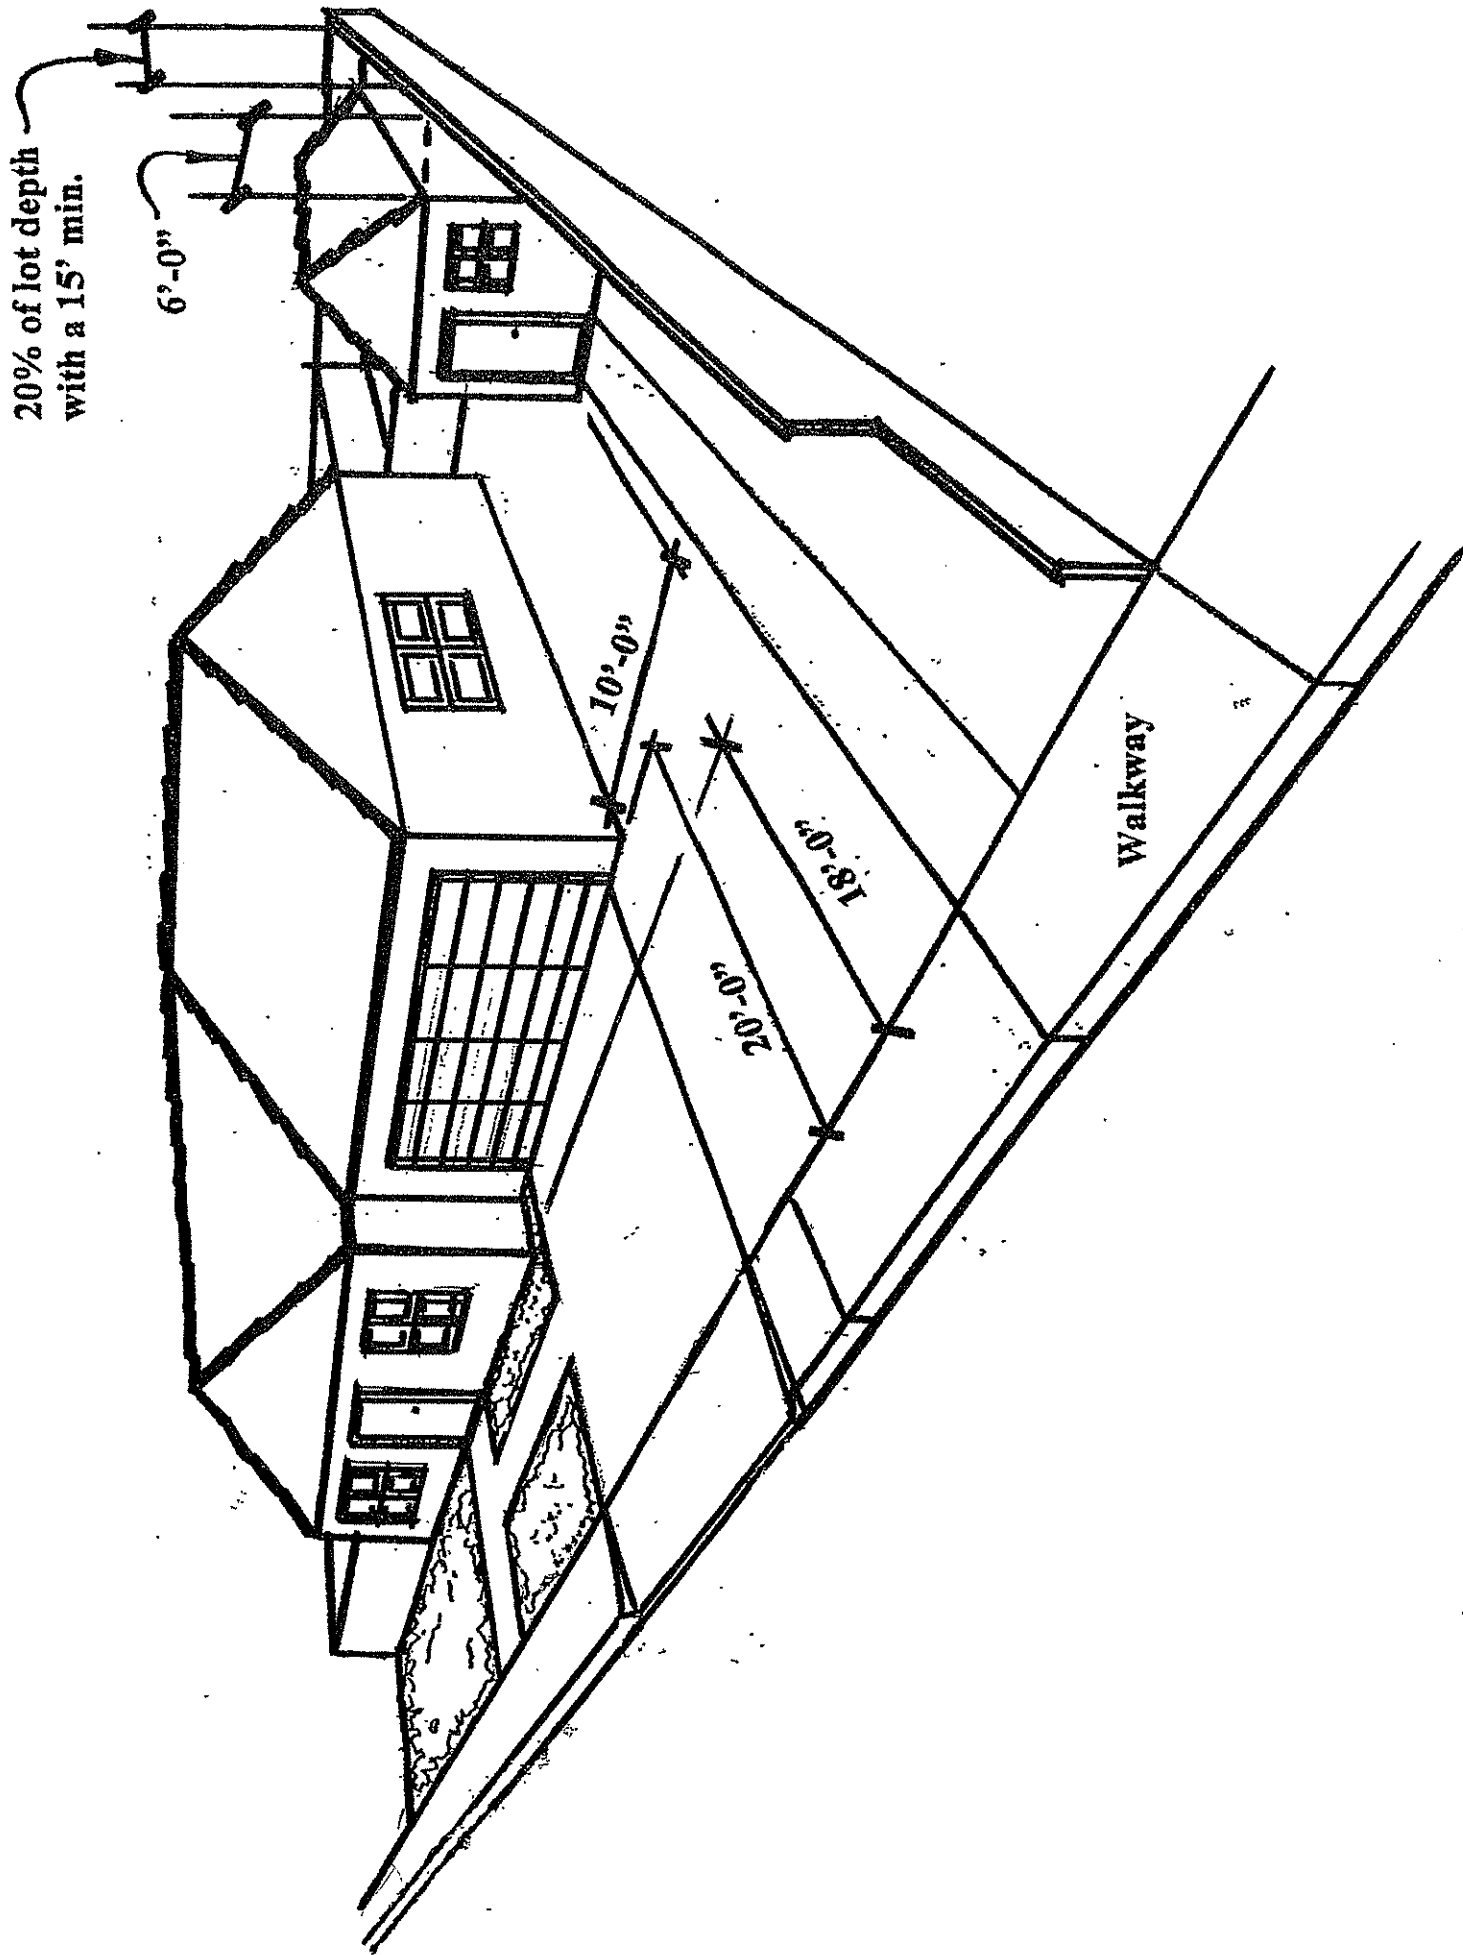 20% of lot depth
with a 15' min.
6'-0"
10'-0"
20'-0"
18'-0"
Walkway